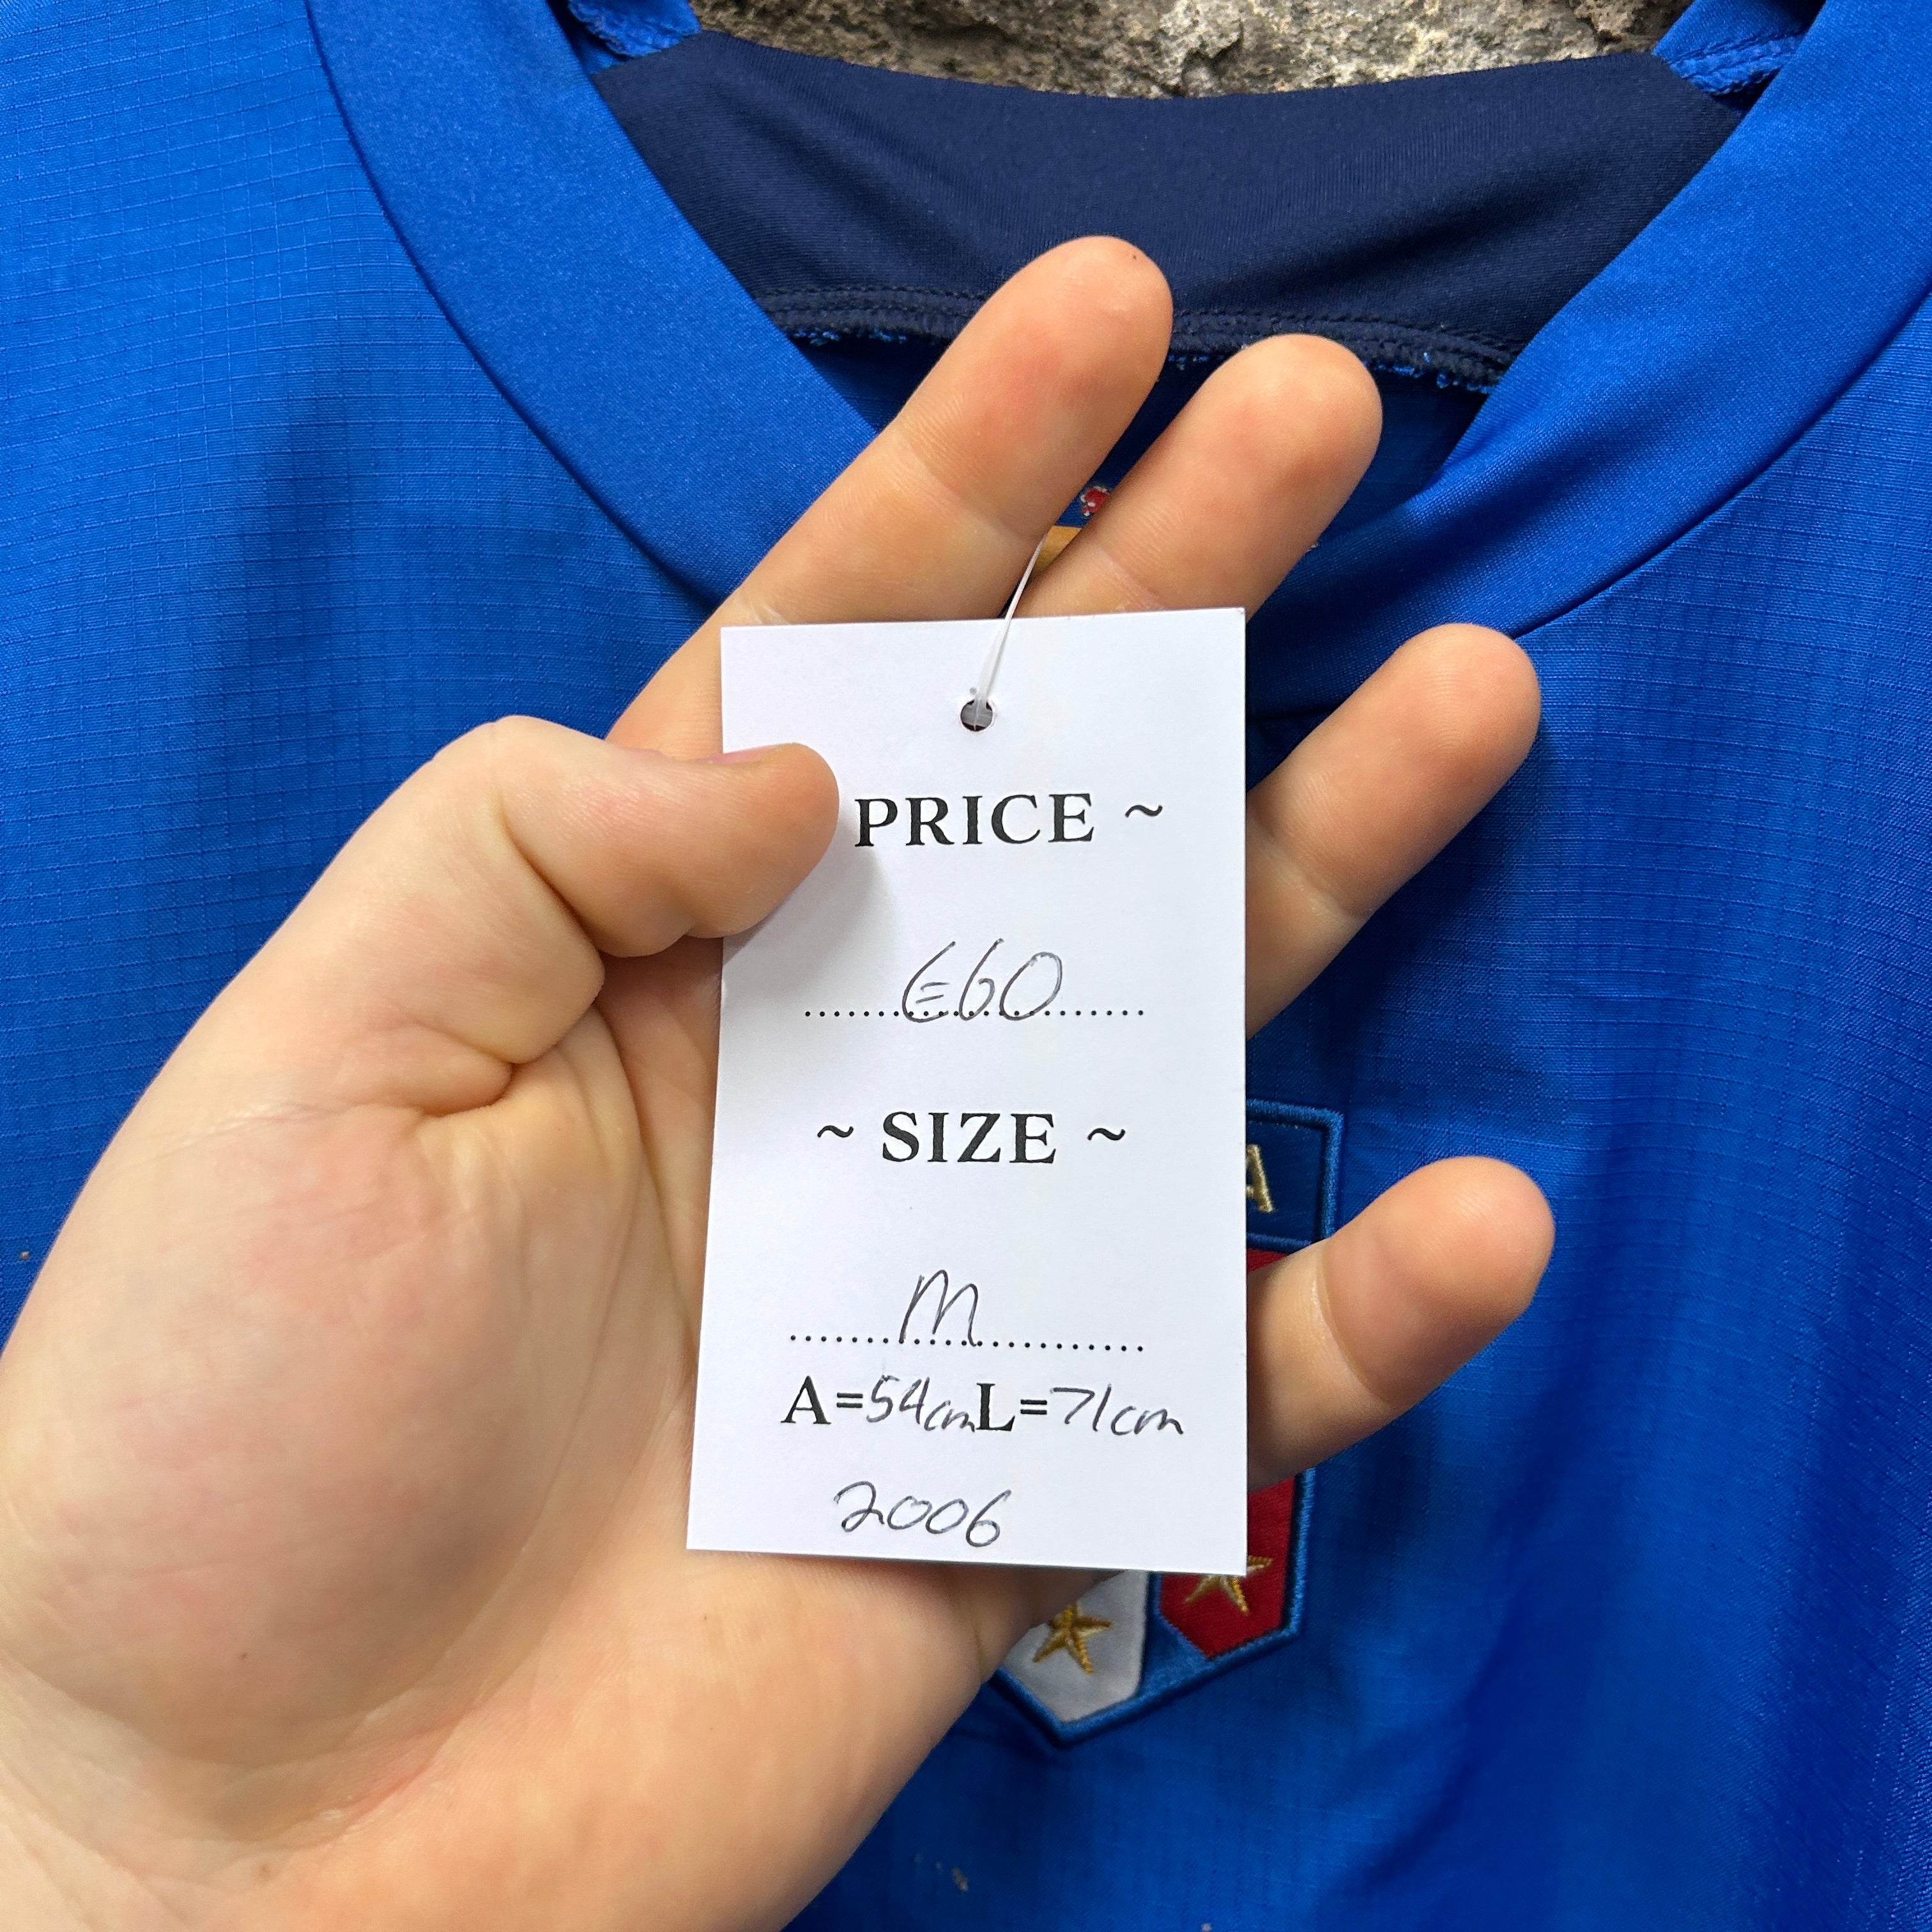 PRICE ~
€60
~ SIZE ~
M
A=54cm L=71cm
2006
A